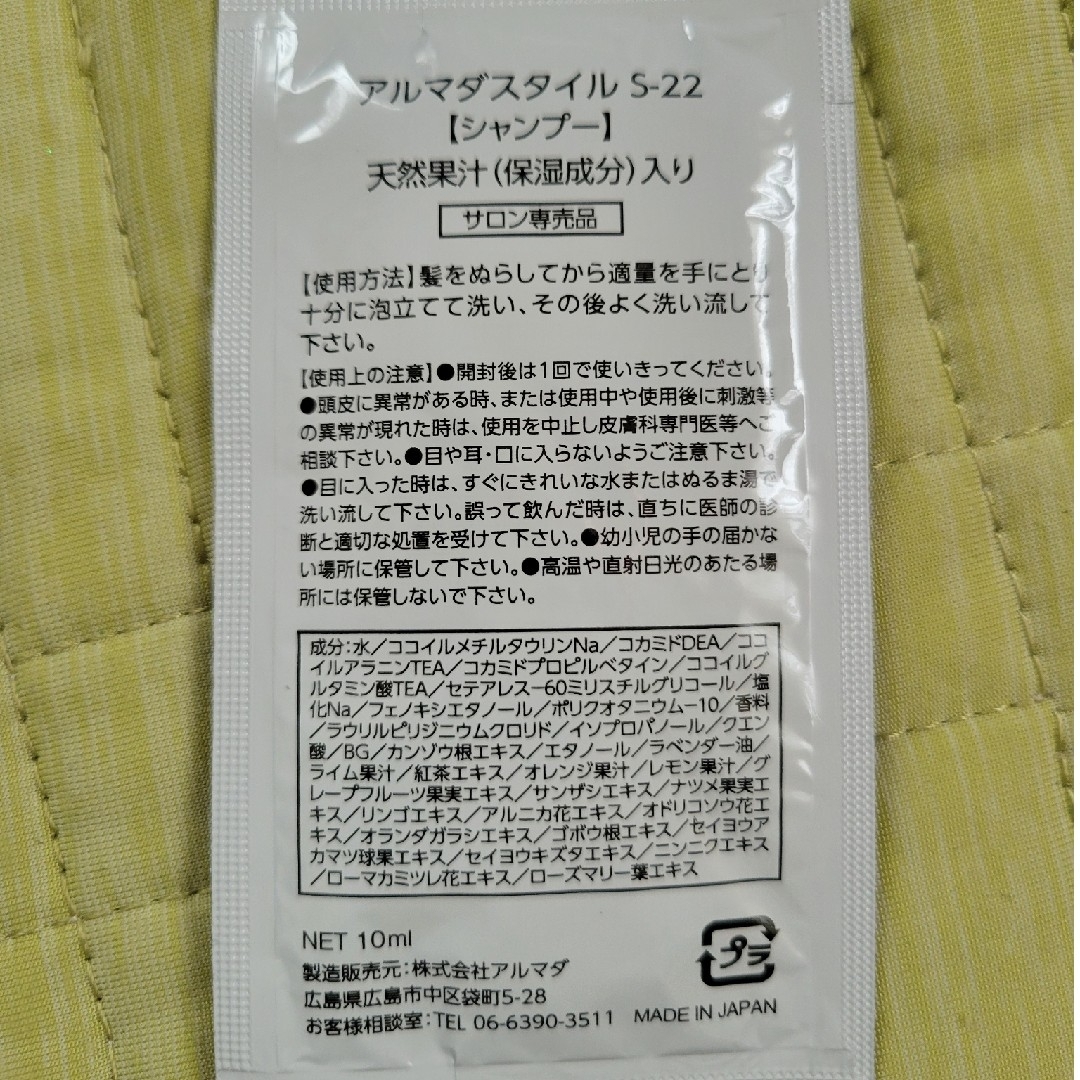 アルマダスタイル S-22
【シャンプー】
天然果汁(保湿成分)入り
サロン専売品
【使用方法】髪をぬらしてから適量を手にとり
十分に泡立てて洗い、その後よく洗い流して
下さい。
【使用上の注意】●開封後は1回で使いきってください。
●頭皮に異常がある時、または使用中や使用後に刺激等
の異常が現れた時は、使用を中止し皮膚科専門医等へご
相談下さい。●目や耳・口に入らないようご注意下さい。
●目に入った時は、すぐにきれいな水またはぬるま湯で
洗い流して下さい。誤って飲んだ時は、直ちに医師の診
断と適切な処置を受けて下さい。●幼小児の手の届かな
い場所に保管して下さい。●高温や直射日光のあたる場
所には保管しないで下さい。
成分:水/ココイルメチルタウリンNa/コカミドDEA/ココ
イルアラニンTEA/コカミドプロピルベタイン/ココイルグ
ルタミン酸TEA/セテアレス-60ミリスチルグリコール/塩
化Na/フェノキシエタノール/ポリクオタニウム-10/香料
/ラウリルピリジニウムクロリド/イソプロパノール/クエン
酸/BG/カンゾウ根エキス/エタノール/ラベンダー油/
ライム果汁/紅茶エキス/オレンジ果汁/レモン果汁/グ
レープフルーツ果実エキス/サンザシエキス/ナツメ果実エ
キス/リンゴエキス/アルニカ花エキス/オドリコソウ花エ
キス/オランダガラシエキス/ゴボウ根エキス/セイヨウア
カマツ球果エキス/セイヨウキズタエキス/ニンニクエキス
/ローマカミツレ花エキス/ローズマリー葉エキス
NET 10ml
製造販売元:株式会社アルマダ
広島県広島市中区袋町5-28
お客様相談室:TEL 06-6390-3511
プラ
MADE IN JAPAN